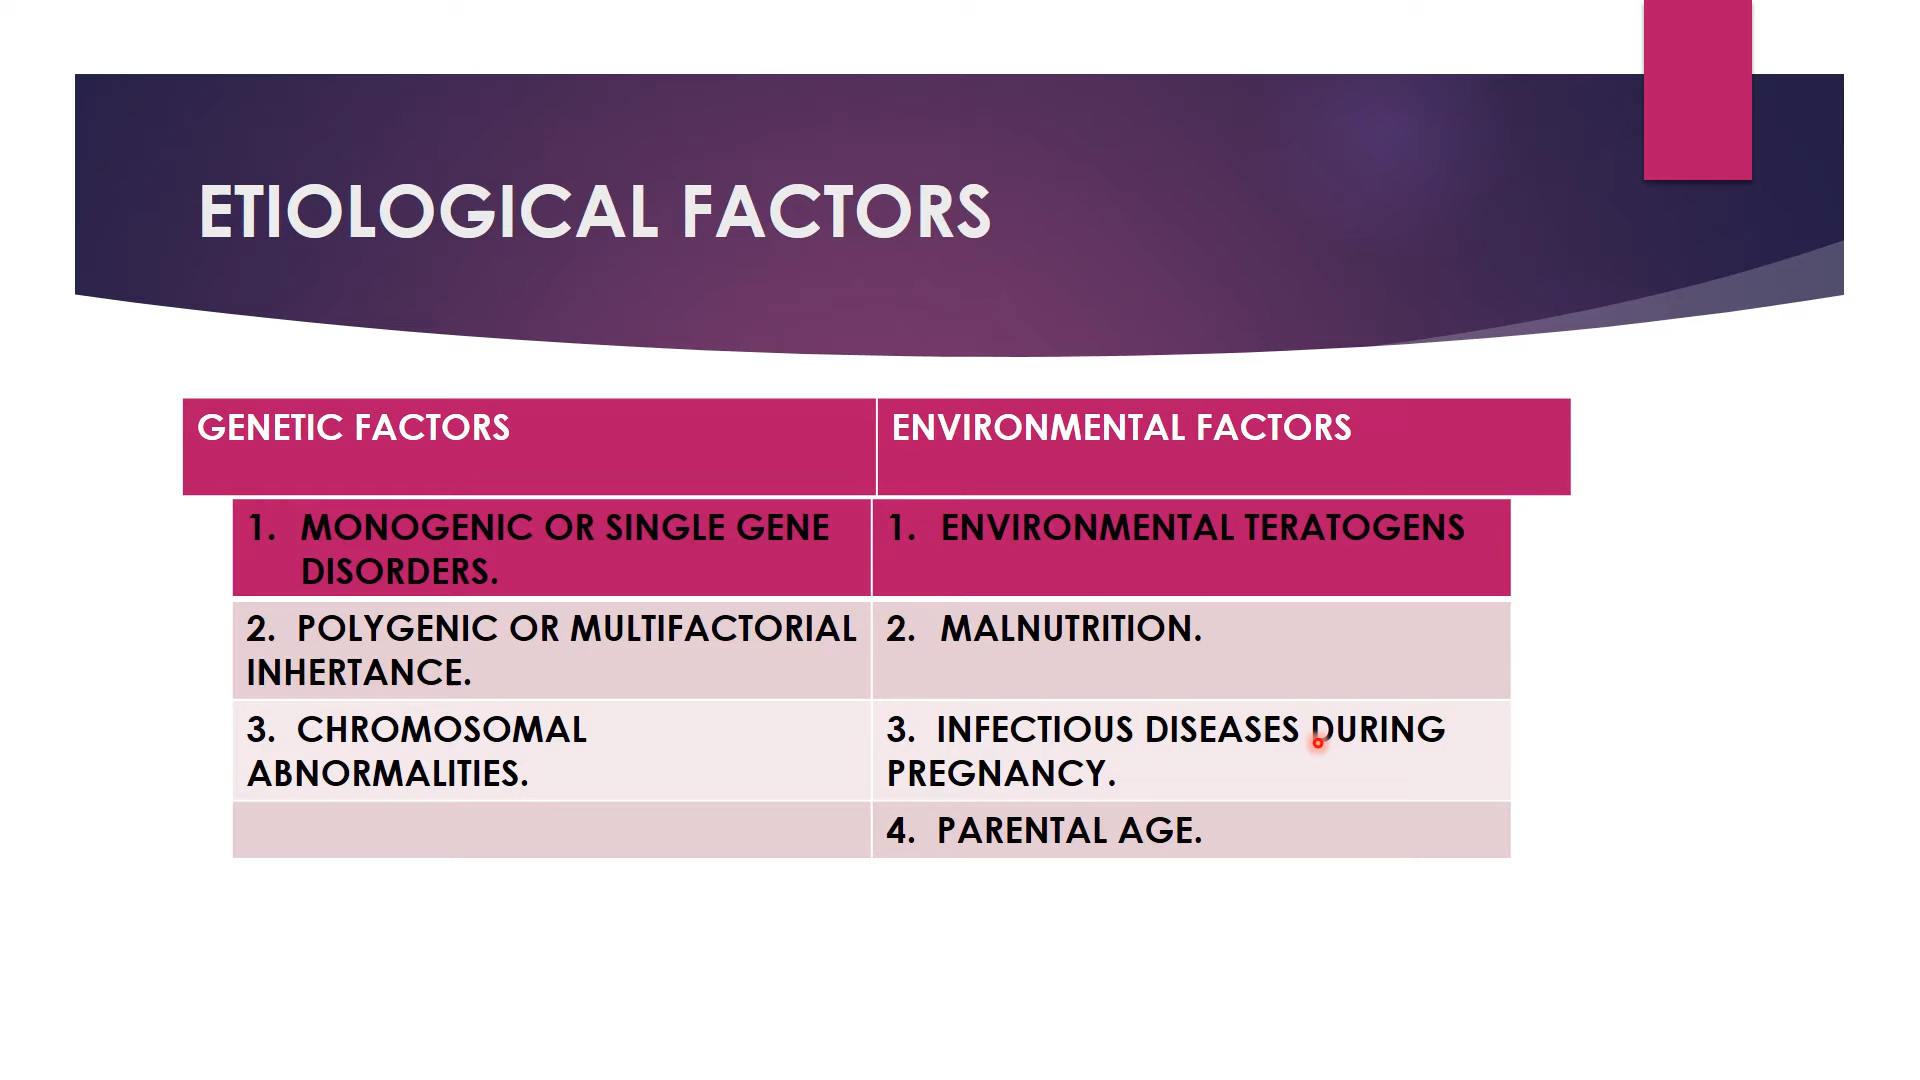 ETIOLOGICAL FACTORS
GENETIC FACTORS
ENVIRONMENTAL FACTORS
1. MONOGENIC OR SINGLE GENE
DISORDERS.
1. ENVIRONMENTAL TERATOGENS
2. POLYGENIC OR MULTIFACTORIAL
INHERTANCE.
2. MALNUTRITION.
3. CHROMOSOMAL
ABNORMALITIES.
3. INFECTIOUS DISEASES DURING
PREGNANCY.
4. PARENTAL AGE.